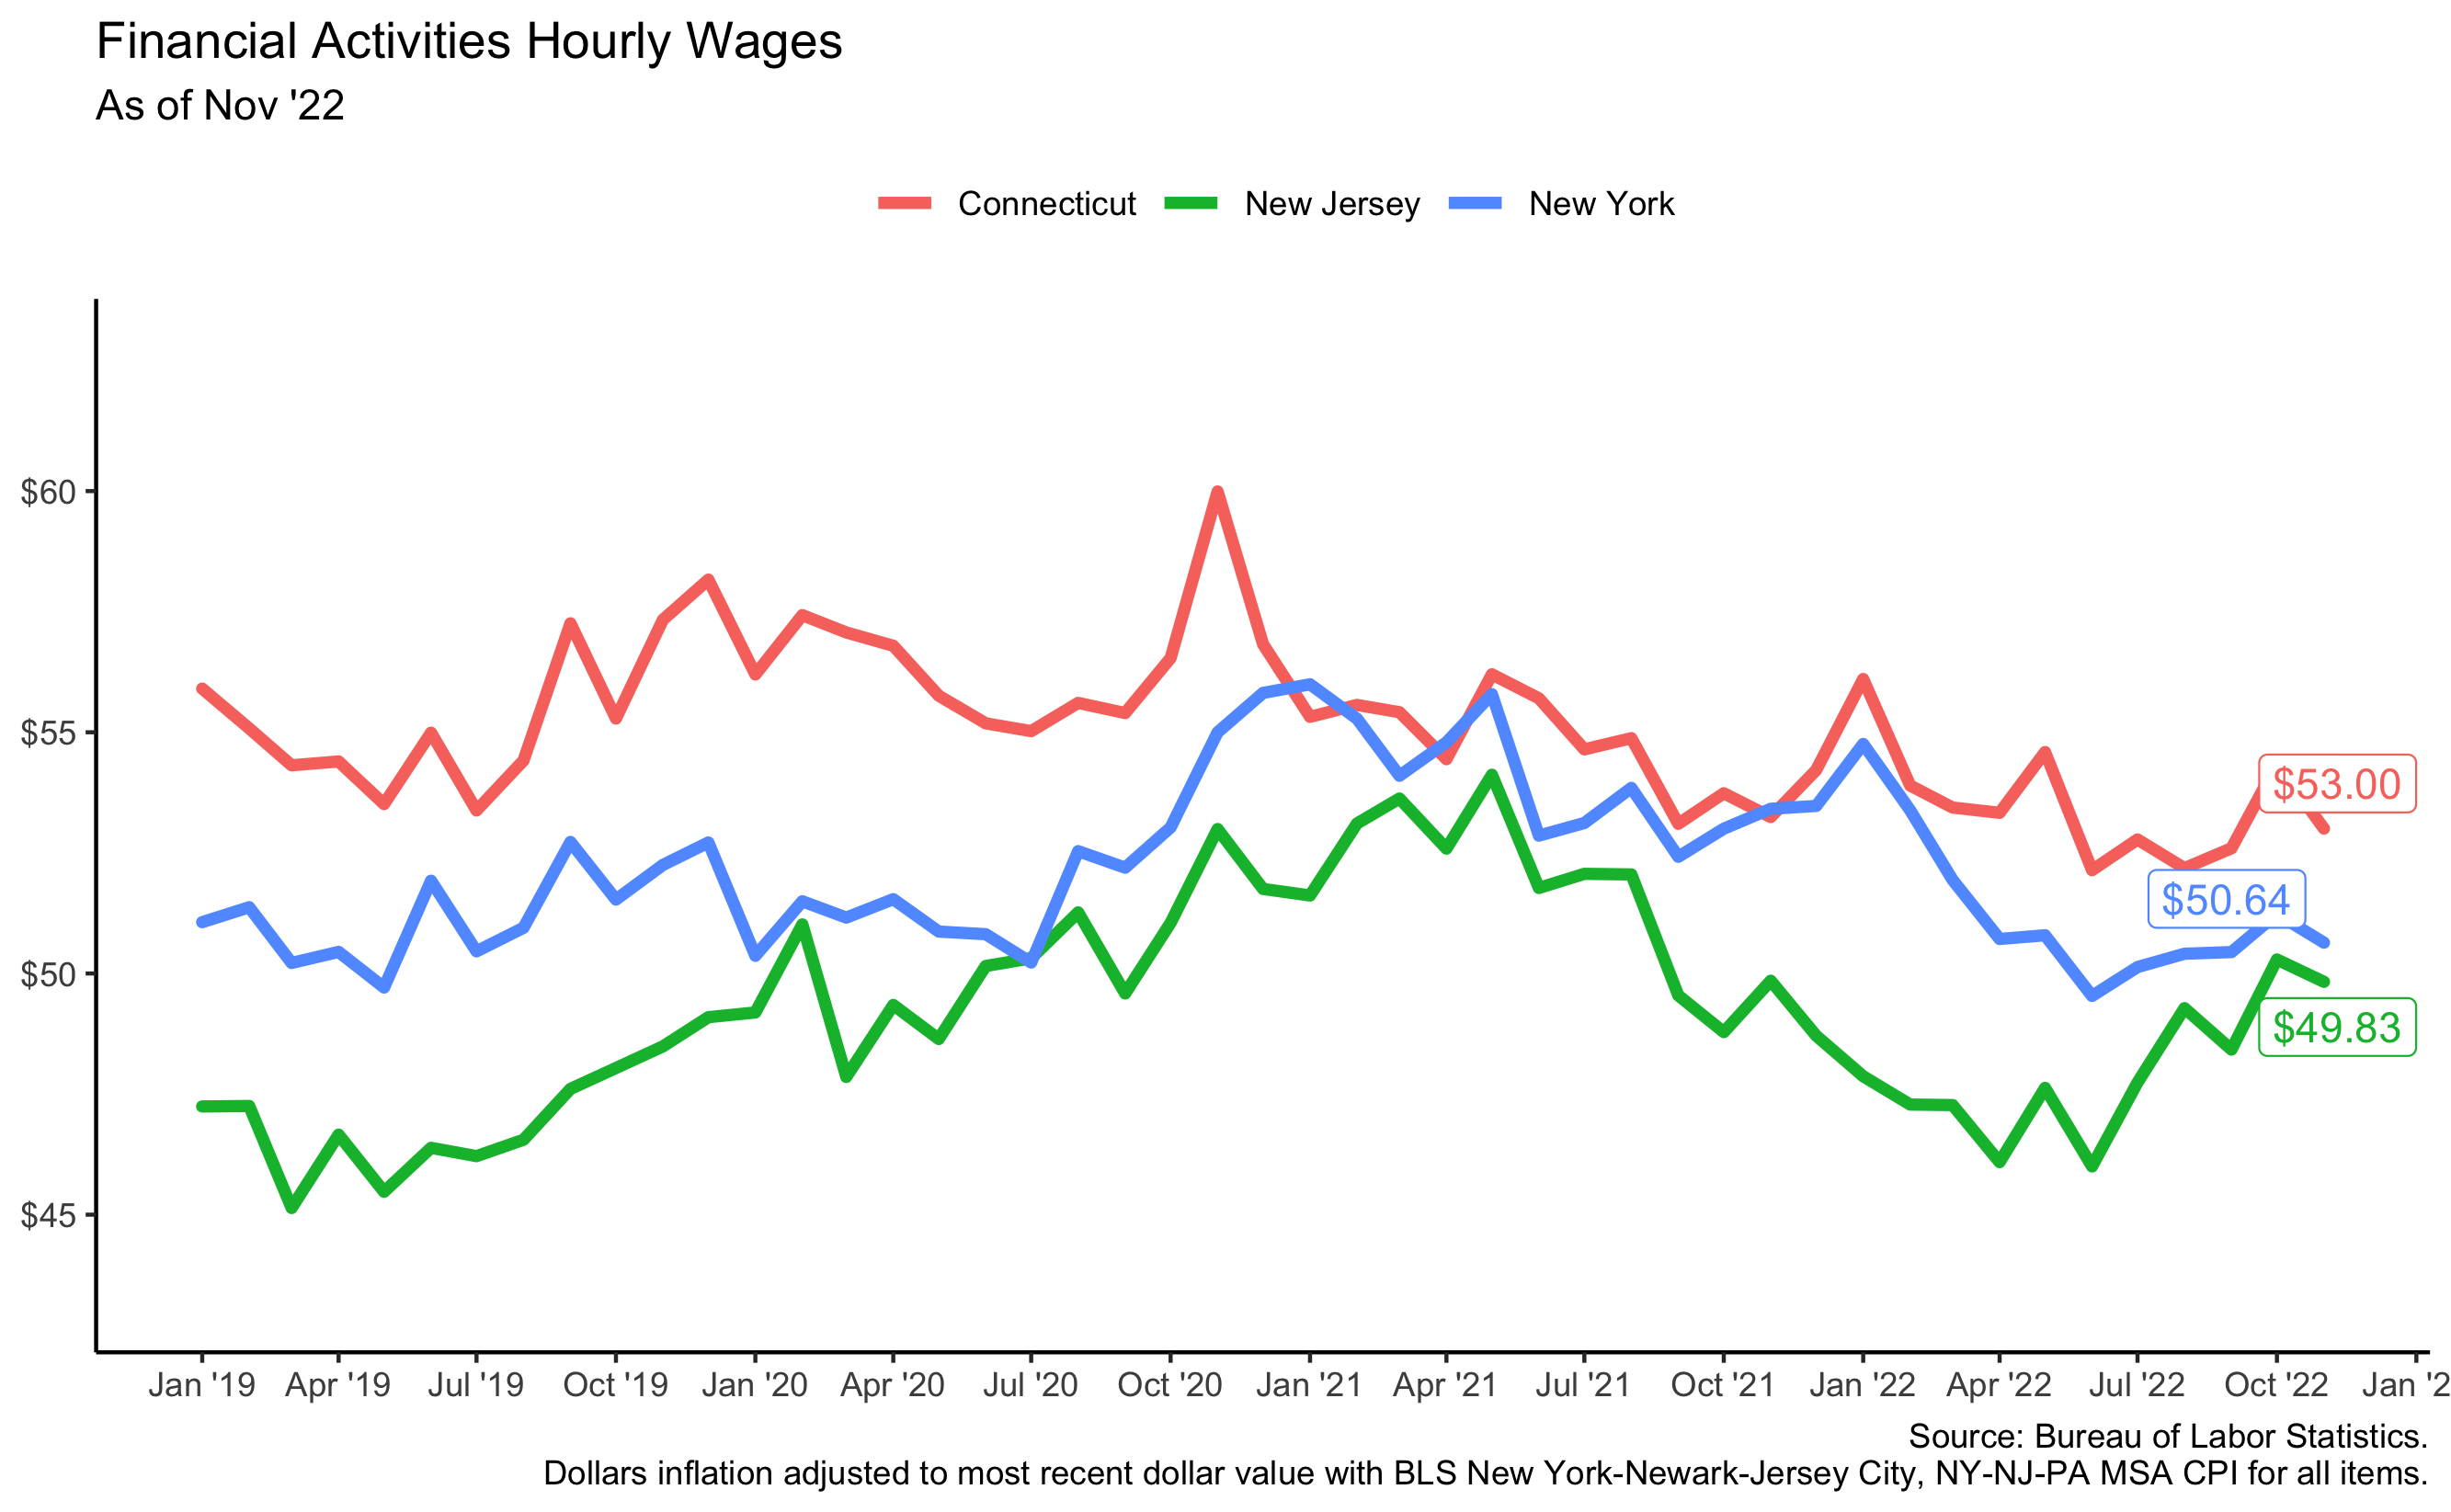 Financial Activities Hourly Wages
As of Nov '22
Connecticut New Jersey New York
$60
$55
$50
$45
$53.00
$50.64
$49.83
Jan '19 Apr '19 Jul '19 Oct '19 Jan '20 Apr '20 Jul '20 Oct '20 Jan '21 Apr '21 Jul '21 Oct '21 Jan '22 Apr '22 Jul '22 Oct '22 Jan '2
Source: Bureau of Labor Statistics.
Dollars inflation adjusted to most recent dollar value with BLS New York-Newark-Jersey City, NY-NJ-PA MSA CPI for all items.